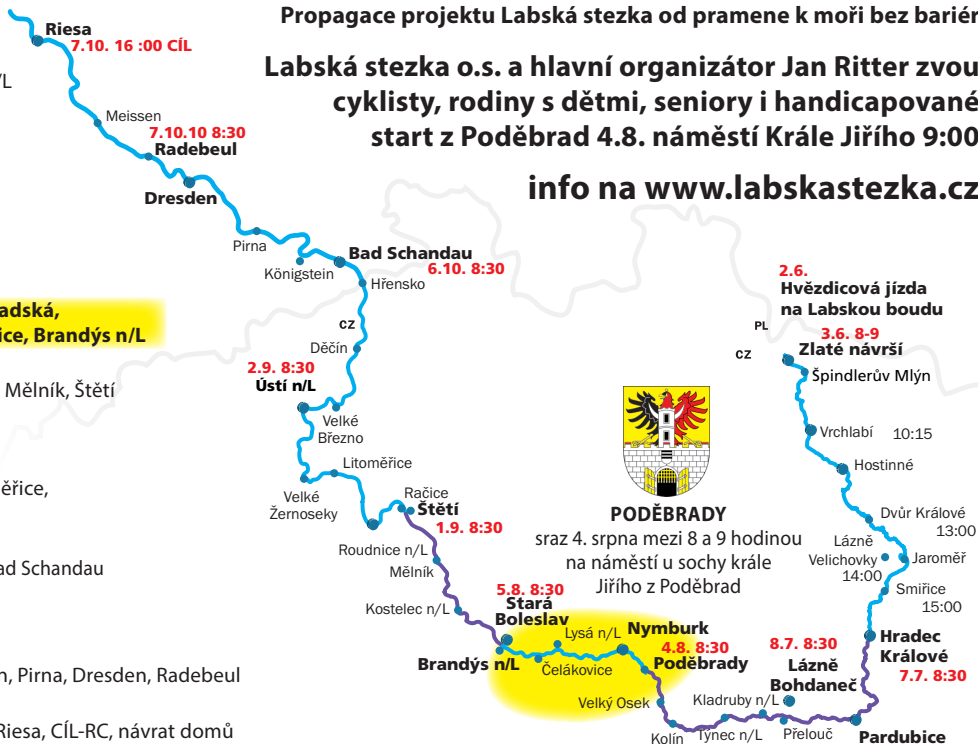 Propagace projektu Labská stezka od pramene k moři bez bariér
Labská stezka o.s. a hlavní organizátor Jan Ritter zvou
cyklisty, rodiny s dětmi, seniory i handicapované
start z Poděbrad 4.8. náměstí Krále Jiřího 9:00
info na www.labskastezka.cz
Riesa
7.10. 16 :00 CÍL
/L
Meissen
7.10.10 8:30
Radebeul
Dresden
Pirna
Königstein
Bad Schandau
6.10. 8:30
Hřensko
CZ
Děčín
2.9. 8:30
Ústí n/L
Velké
Březno
Litoměřice
Velké
Žernoseky
Račice
Štětí
1.9. 8:30
Roudnice n/L
Mělník
Kostelec n/L
5.8. 8:30
Stará
Boleslav
Brandýs n/L
Lysá n/L
Čelákovice
Nymburk
4.8. 8:30
Poděbrady
Velký Osek
Kolín
Týnec n/L
Kladruby n/L
Přelouč
8.7. 8:30
Lázně
Bohdaneč
Pardubice
Hradec
Králové
7.7. 8:30
2.6.
Hvězdicová jízda
na Labskou boudu
PL
CZ
3.6. 8-9
Zlaté návrší
Špindlerův Mlýn
Vrchlabí 10:15
Hostinné
Dvůr Králové
13:00
Lázně
Velichovky
14:00
Jaroměř
Smiřice
15:00
PODĚBRADY
sraz 4. srpna mezi 8 a 9 hodinou
na náměstí u sochy krále
Jiřího z Poděbrad
adská,
ice, Brandýs n/L
Mělník, Štětí
ěřice,
ad Schandau
n, Pirna, Dresden, Radebeul
Riesa, CÍL-RC, návrat domů